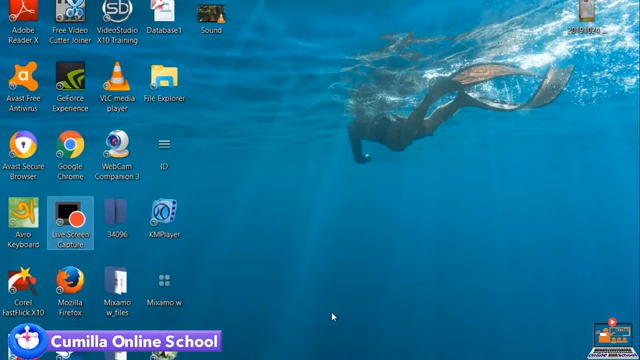 Adobe Reader X
Free Video Cutter Joiner
VideoStudio X10 Training
Database1
Sound
Avast Free Antivirus
GeForce Experience
VLC media player
File Explorer
Avast Secure Browser
Google Chrome
WebCam Companion 3
ID
Avro Keyboard
Live Screen Capture
34096
KMPlayer
Corel FastFlick X10
Mozilla Firefox
Mixamo w_files
Mixamo w
Cumilla Online School